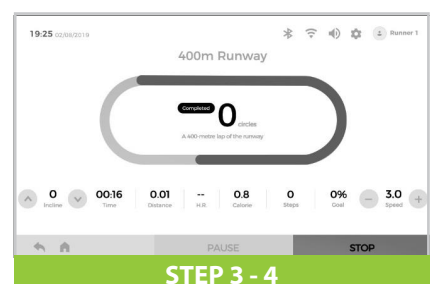 19:25 02/06/2019 Runner 1
400m Runway
Completed 0 circles
A 400-metre lap of the runway
0 00:16 0.01 -- 0.8 0 0% 3.0
Incline Time Distance H.R. Calorie Steps Goal Speed
PAUSE STOP
STEP 3 - 4